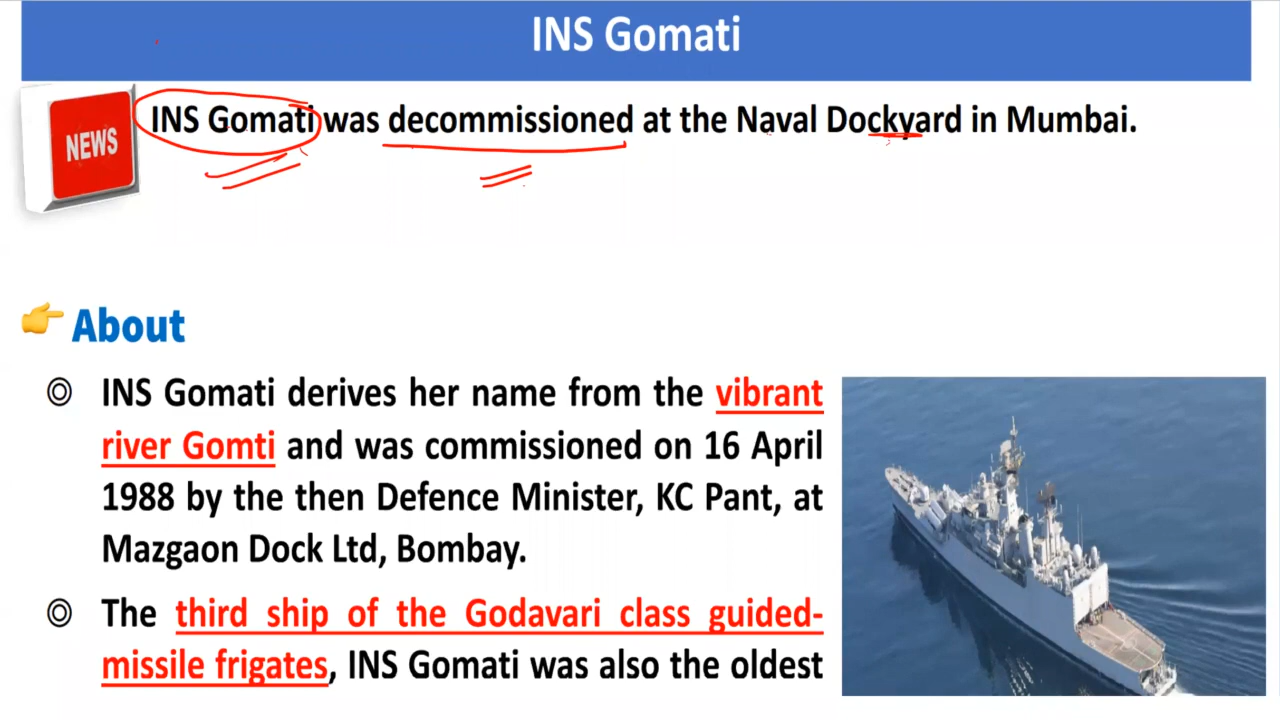 INS Gomati
NEWS
INS Gomati was decommissioned at the Naval Dockyard in Mumbai.
About
INS Gomati derives her name from the vibrant
river Gomti and was commissioned on 16 April
1988 by the then Defence Minister, KC Pant, at
Mazgaon Dock Ltd, Bombay.
The third ship of the Godavari class guided-
missile frigates, INS Gomati was also the oldest